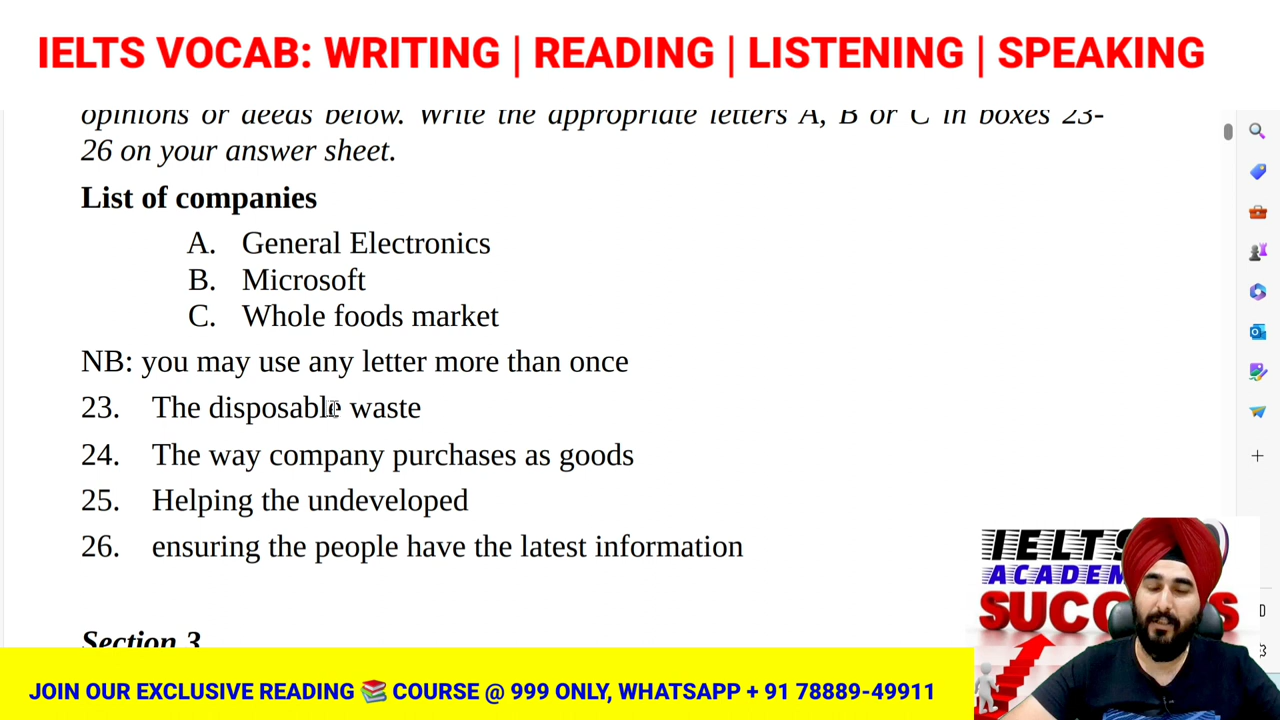 IELTS VOCAB: WRITING | READING | LISTENING | SPEAKING
opinions or deeds below. Write the appropriate letters A, B or C in boxes 23-
26 on your answer sheet.
List of companies
A. General Electronics
B. Microsoft
C. Whole foods market
NB: you may use any letter more than once
23. The disposable waste
24. The way company purchases as goods
25. Helping the undeveloped
26. ensuring the people have the latest information
Section 3
IELTS
ACADEM
SUCC S
JOIN OUR EXCLUSIVE READING 📚 COURSE @ 999 ONLY, WHATSAPP + 91 78889-49911